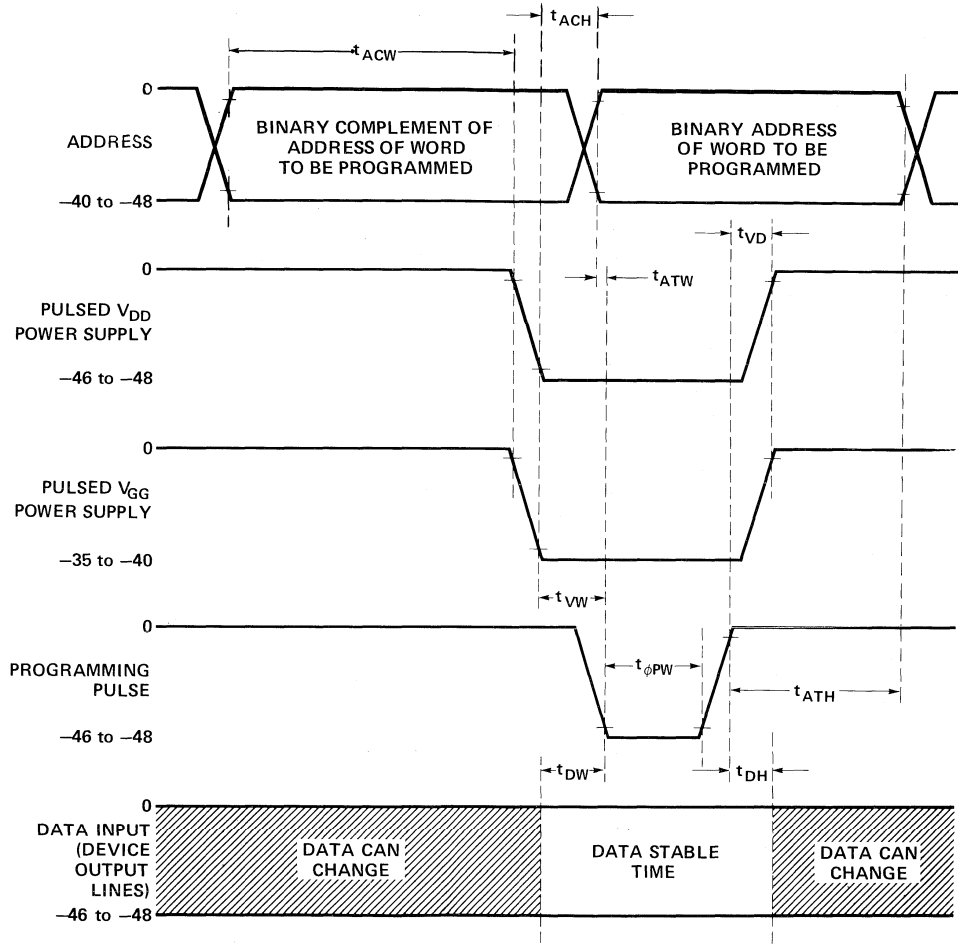 tACH
tACW
0
ADDRESS
−40 to −48
BINARY COMPLEMENT OF
ADDRESS OF WORD
TO BE PROGRAMMED
BINARY ADDRESS
OF WORD TO BE
PROGRAMMED
tVD
0
tATW
PULSED VDD
POWER SUPPLY
−46 to −48
0
PULSED VGG
POWER SUPPLY
−35 to −40
tVW
0
PROGRAMMING
PULSE
tφPW
tATH
−46 to −48
tDW
tDH
0
DATA INPUT
(DEVICE
OUTPUT
LINES)
−46 to −48
DATA CAN
CHANGE
DATA STABLE
TIME
DATA CAN
CHANGE